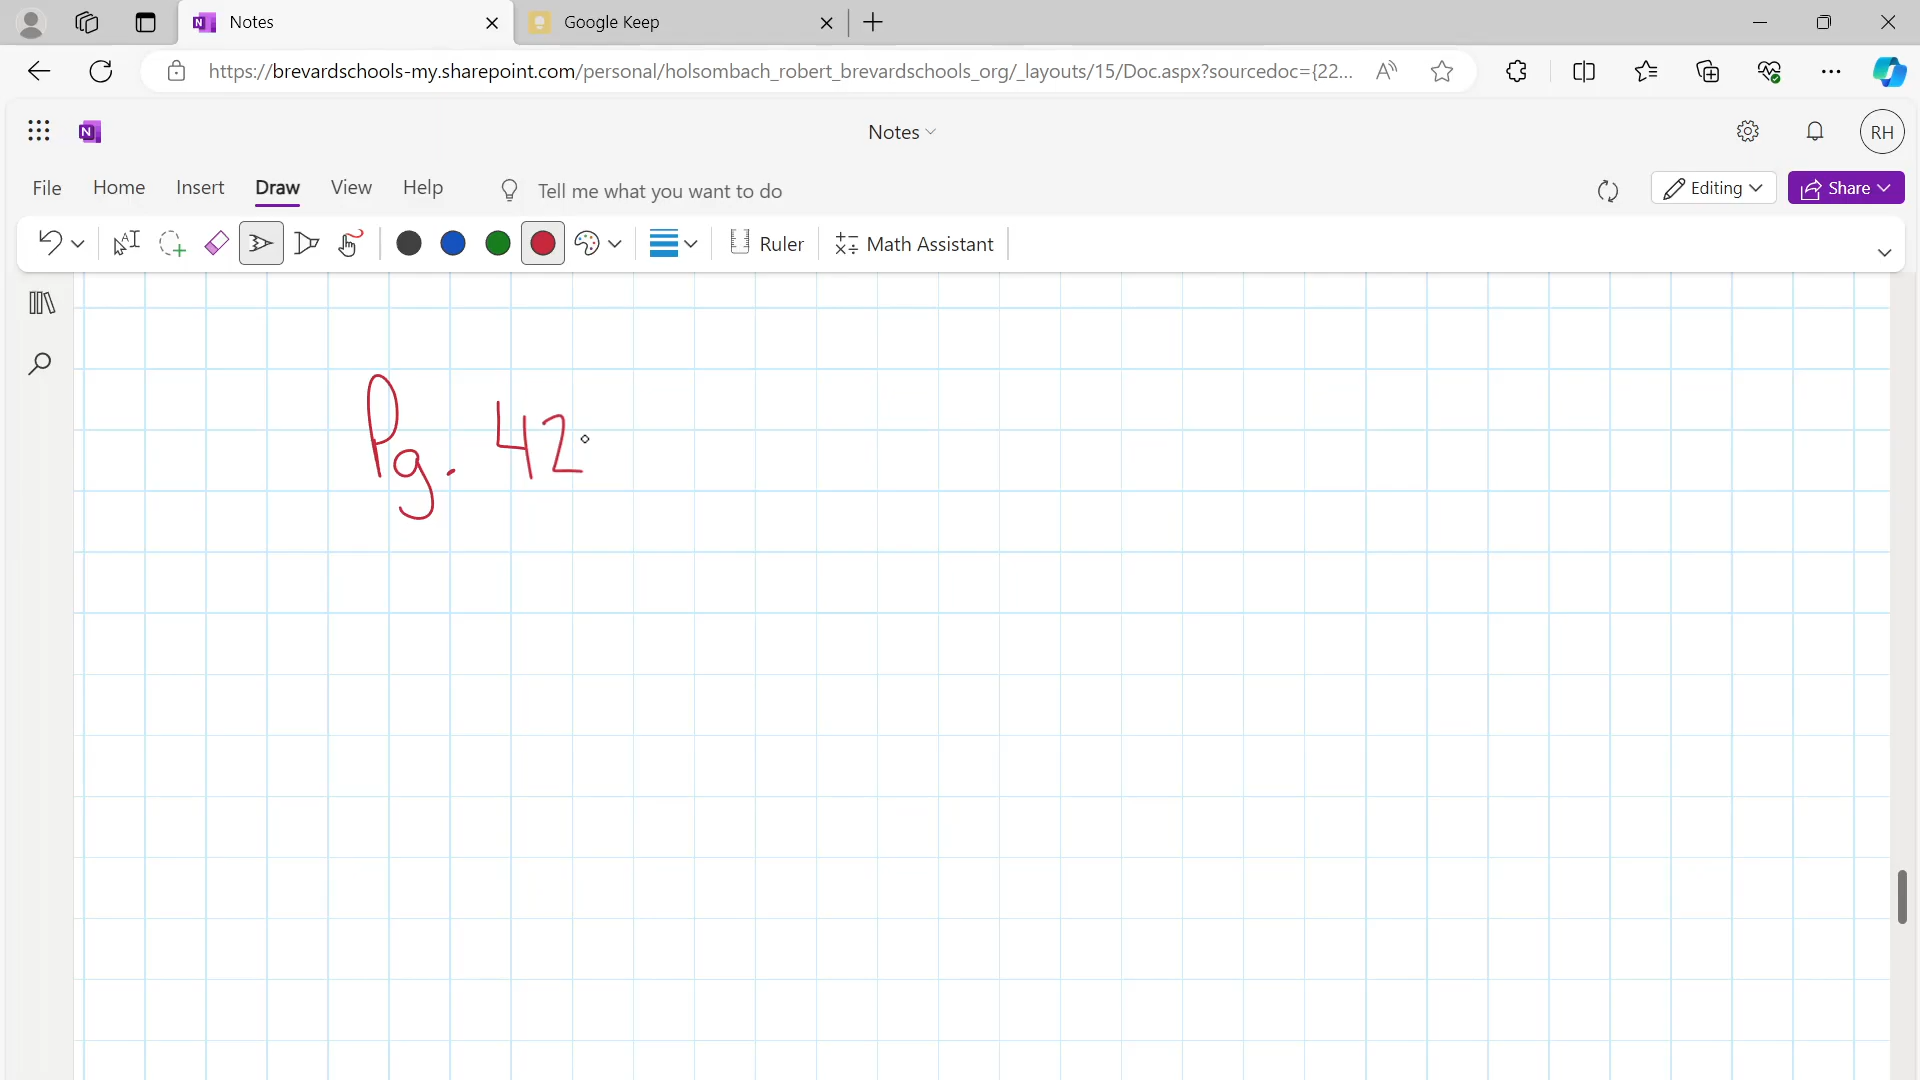 Notes
Google Keep
https://brevardschools-my.sharepoint.com/personal/holsombach_robert_brevardschools_org/_layouts/15/Doc.aspx?sourcedoc={22...
Notes
RH
File Home Insert Draw View Help Tell me what you want to do Editing Share
Ruler Math Assistant
Pg. 42